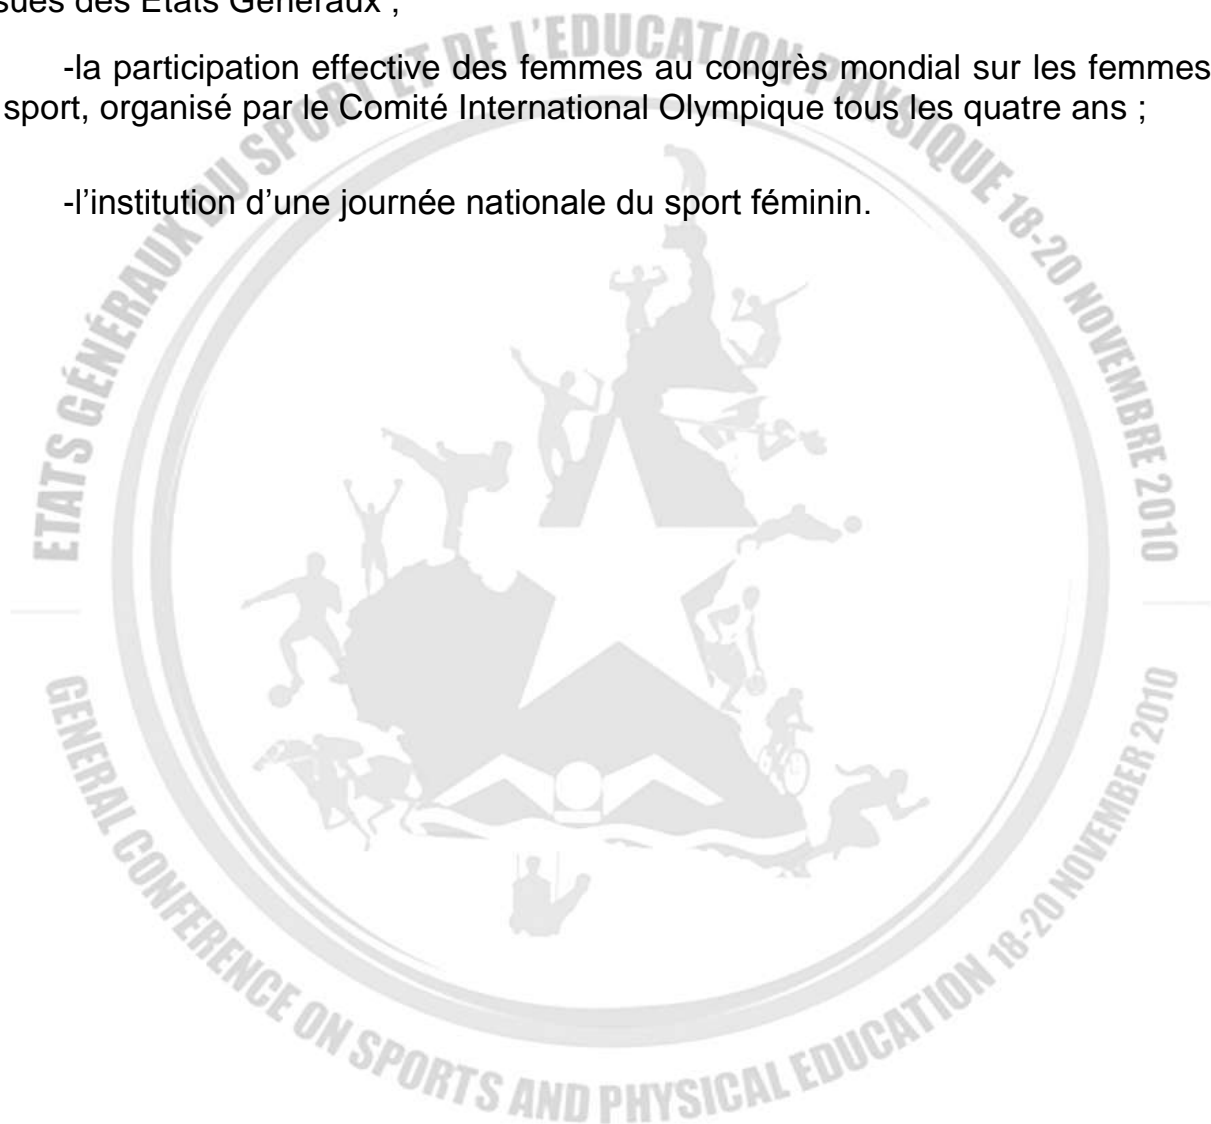 des Etats Généraux ;
-la participation effective des femmes au congrès mondial sur les femmes
sport, organisé par le Comité International Olympique tous les quatre ans ;
-l’institution d’une journée nationale du sport féminin.
ETATS GÉNÉRAUX DU SPORT ET DE L'EDUCATION PHYSIQUE 18-20 NOVEMBRE 2010
GENERAL CONFERENCE ON SPORTS AND PHYSICAL EDUCATION 18-20 NOVEMBER 2010